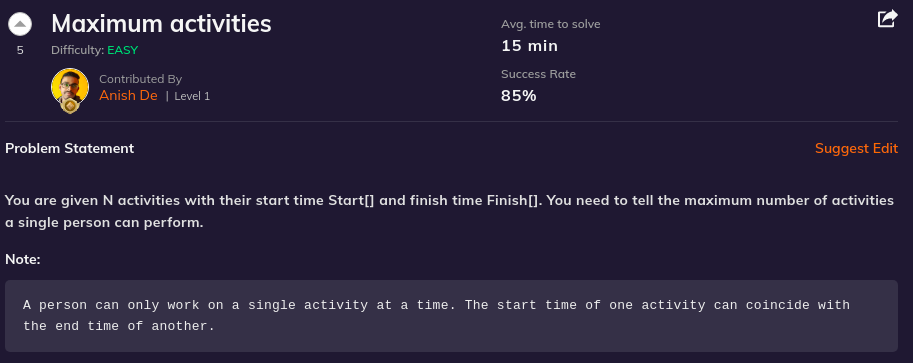 Maximum activities
Avg. time to solve
15 min
5
Difficulty: EASY
Success Rate
85%
Contributed By
Anish De | Level 1
Problem Statement
Suggest Edit
You are given N activities with their start time Start[] and finish time Finish[]. You need to tell the maximum number of activities
a single person can perform.
Note:
A person can only work on a single activity at a time. The start time of one activity can coincide with
the end time of another.